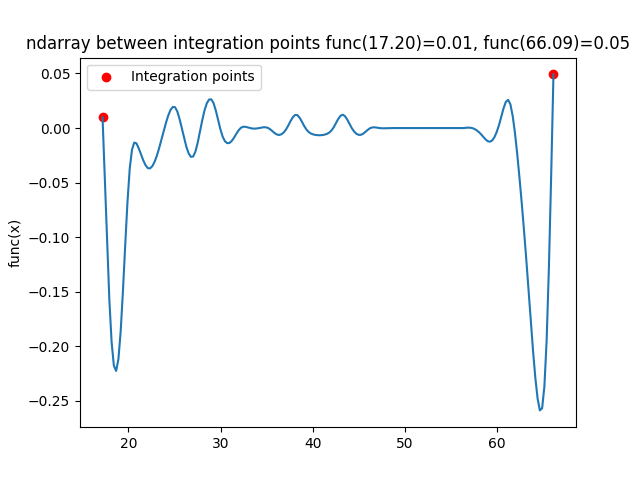 ndarray between integration points func(17.20)=0.01, func(66.09)=0.05
Integration points
func(x)
0.05
0.00
−0.05
−0.10
−0.15
−0.20
−0.25
20 30 40 50 60